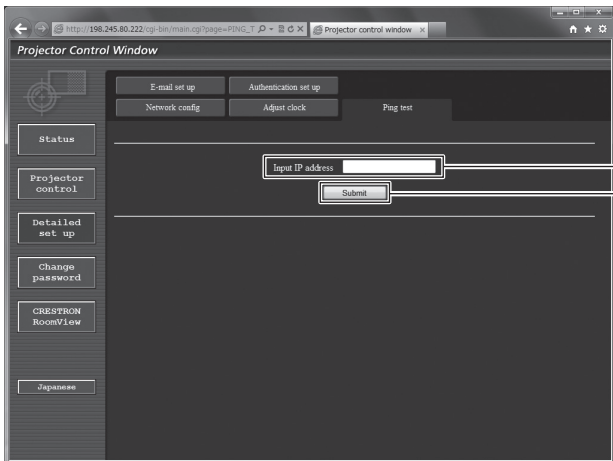 http://198.245.80.222/cgi-bin/main.cgi?page=PING_T
Projector control window
Projector Control Window
E-mail set up
Authentication set up
Network config
Adjust clock
Ping test
Status
Input IP address
Submit
Projector
control
Detailed
set up
Change
password
CRESTRON
RoomView
Japanese